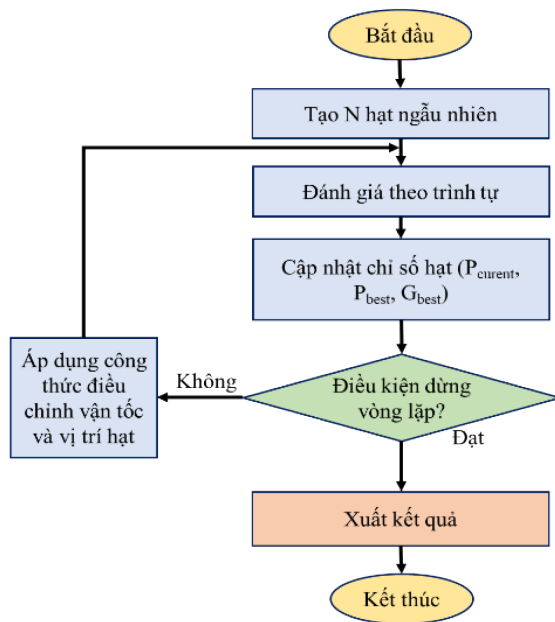 Bắt đầu
Tạo N hạt ngẫu nhiên
Đánh giá theo trình tự
Cập nhật chỉ số hạt (Pcurent,
Pbest, Gbest)
Áp dụng công
thức điều
chỉnh vận tốc
và vị trí hạt
Không
Điều kiện dừng
vòng lặp?
Đạt
Xuất kết quả
Kết thúc